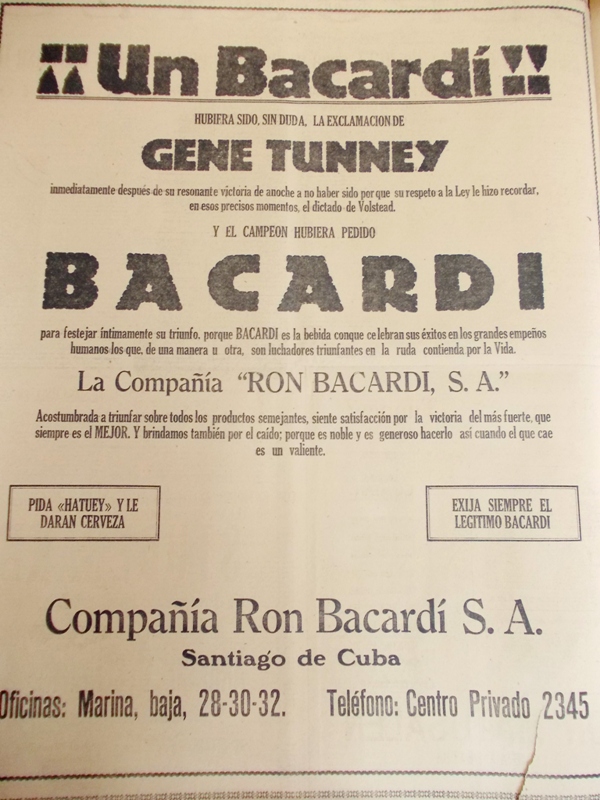 ¡¡Un Bacardí!!
HUBIERA SIDO, SIN DUDA, LA EXCLAMACION DE
GENE TUNNEY
inmediatamente después de su resonante victoria de anoche a no haber sido porque su respeto a la Ley le hizo recordar,
en esos precisos momentos, el dictado de Volstead.
Y EL CAMPEON HUBIERA PEDIDO
BACARDI
para festejar íntimamente su triunfo, porque BACARDI es la bebida conque celebran sus éxitos en los grandes empeños
humanos los que, de una manera u otra, son luchadores triunfantes en la ruda contienda por la Vida.
La Compañía "RON BACARDI, S. A."
Acostumbrada a triunfar sobre todos los productos semejantes, siente satisfacción por la victoria del más fuerte, que
siempre es el MEJOR. Y brindamos también por el caído; porque es noble y es generoso hacerlo así cuando el que cae
es un valiente.
PIDA «HATUEY» Y LE
DARAN CERVEZA
EXIJA SIEMPRE EL
LEGITIMO BACARDI
Compañía Ron Bacardí S. A.
Santiago de Cuba
Oficinas: Marina, baja, 28-30-32. Teléfono: Centro Privado 2345